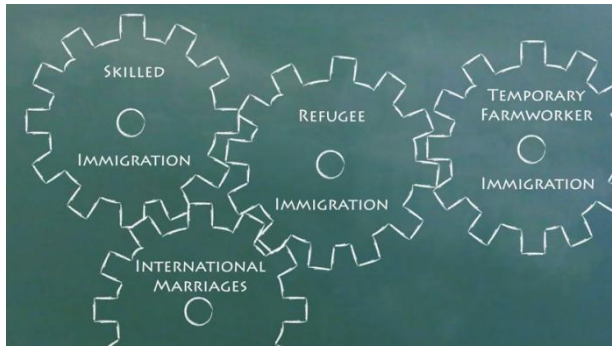 Skilled
Immigration
Refugee
Immigration
Temporary
Farmworker
Immigration
International
Marriages